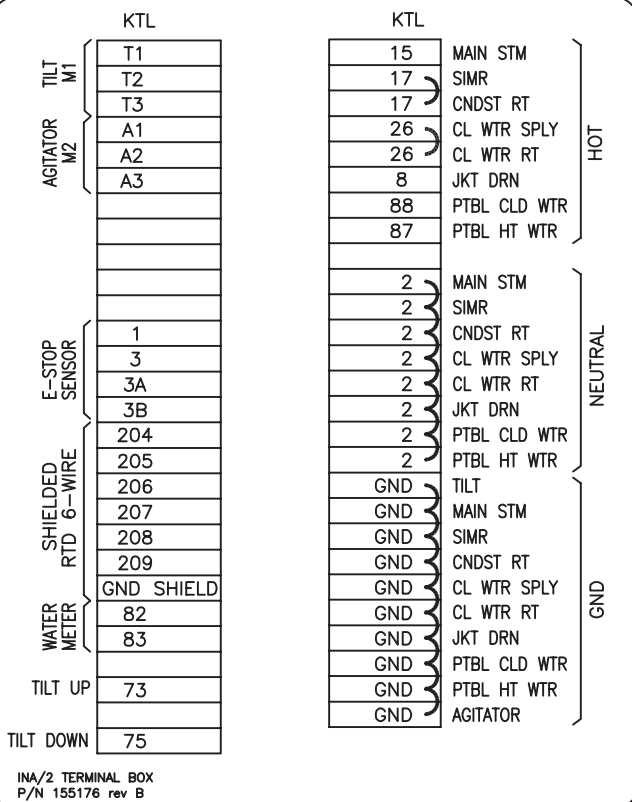 KTL
TILT M1
T1
T2
T3
AGITATOR M2
A1
A2
A3
E-STOP SENSOR
1
3
3A
3B
SHIELDED RTD 6-WIRE
204
205
206
207
208
209
GND SHIELD
WATER METER
82
83
TILT UP 73
TILT DOWN 75
KTL
15 MAIN STM
17 SIMR
17 CNDST RT
26 CL WTR SPLY
26 CL WTR RT
8 JKT DRN
88 PTBL CLD WTR
87 PTBL HT WTR
HOT
2 MAIN STM
2 SIMR
2 CNDST RT
2 CL WTR SPLY
2 CL WTR RT
2 JKT DRN
2 PTBL CLD WTR
2 PTBL HT WTR
NEUTRAL
GND TILT
GND MAIN STM
GND SIMR
GND CNDST RT
GND CL WTR SPLY
GND CL WTR RT
GND JKT DRN
GND PTBL CLD WTR
GND PTBL HT WTR
GND AGITATOR
GND
INA/2 TERMINAL BOX
P/N 155176 rev B